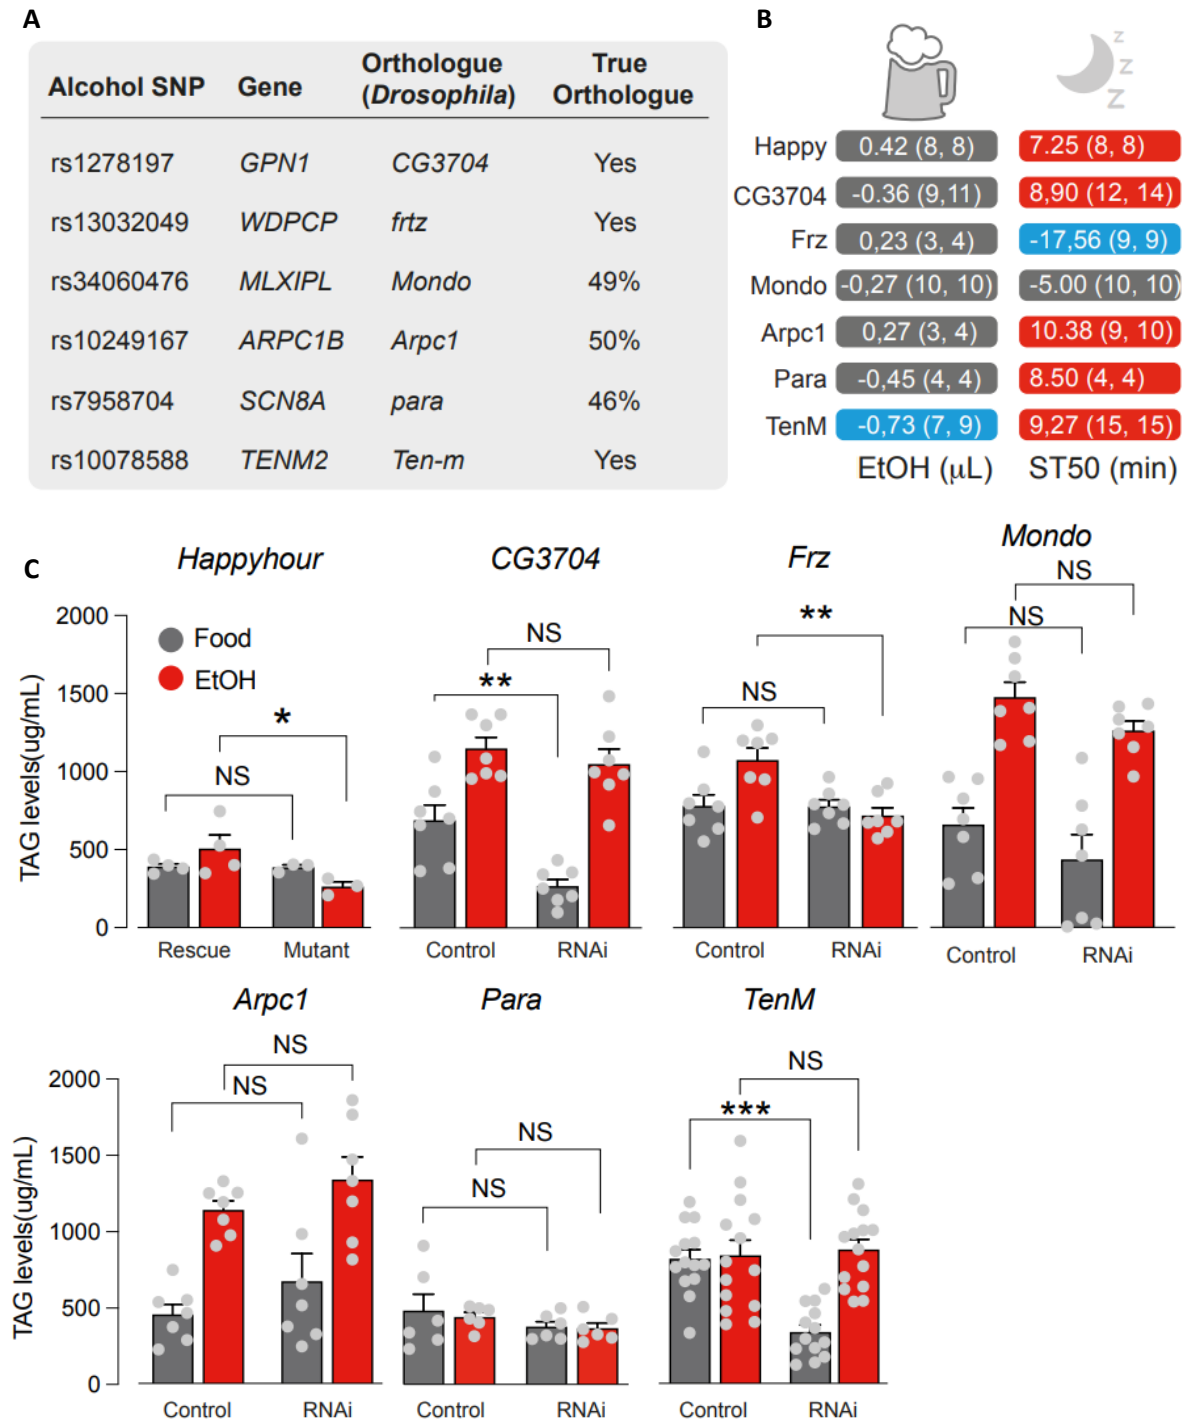 A
Alcohol SNP Gene Orthologue (Drosophila) True Orthologue
rs1278197 GPN1 CG3704 Yes
rs13032049 WDPCP frtz Yes
rs34060476 MLXIPL Mondo 49%
rs10249167 ARPC1B Arpc1 50%
rs7958704 SCN8A para 46%
rs10078588 TENM2 Ten-m Yes
B
z
z
z
Happy 0.42 (8, 8) 7.25 (8, 8)
CG3704 -0.36 (9,11) 8,90 (12, 14)
Frz 0,23 (3, 4) -17,56 (9, 9)
Mondo -0,27 (10, 10) -5.00 (10, 10)
Arpc1 0,27 (3, 4) 10.38 (9, 10)
Para -0,45 (4, 4) 8.50 (4, 4)
TenM -0,73 (7, 9) 9,27 (15, 15)
EtOH (µL) ST50 (min)
C
Happyhour
TAG levels(ug/mL)
2000
1500
1000
500
0
Food
EtOH
*
NS
Rescue Mutant
CG3704
NS
**
Control RNAi
Frz
**
NS
Control RNAi
Mondo
NS
NS
Control RNAi
Arpc1
TAG levels(ug/mL)
2000
1500
1000
500
0
NS
NS
Control RNAi
Para
NS
NS
Control RNAi
TenM
NS
***
Control RNAi